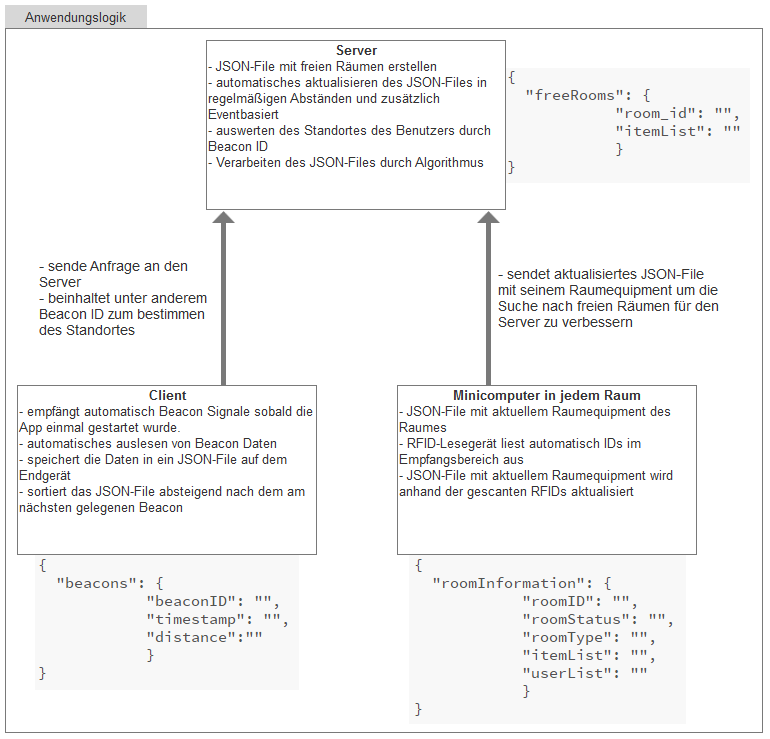 Anwendungslogik
Server
- JSON-File mit freien Räumen erstellen
- automatisches aktualisieren des JSON-Files in
regelmäßigen Abständen und zusätzlich
Eventbasiert
- auswerten des Standortes des Benutzers durch
Beacon ID
- Verarbeiten des JSON-Files durch Algorithmus
{
"freeRooms": {
"room_id": "",
"itemList": ""
}
}
- sende Anfrage an den
Server
- beinhaltet unter anderem
Beacon ID zum bestimmen
des Standortes
- sendet aktualisiertes JSON-File
mit seinem Raumequipment um die
Suche nach freien Räumen für den
Server zu verbessern
Client
- empfängt automatisch Beacon Signale sobald die
App einmal gestartet wurde.
- automatisches auslesen von Beacon Daten
- speichert die Daten in ein JSON-File auf dem
Endgerät
- sortiert das JSON-File absteigend nach dem am
nächsten gelegenen Beacon
{
"beacons": {
"beaconID": "",
"timestamp": "",
"distance":""
}
}
Minicomputer in jedem Raum
- JSON-File mit aktuellem Raumequipment des
Raumes
- RFID-Lesegerät liest automatisch IDs im
Empfangsbereich aus
- JSON-File mit aktuellem Raumequipment wird
anhand der gescanten RFIDs aktualisiert
{
"roomInformation": {
"roomID": "",
"roomStatus": "",
"roomType": "",
"itemList": "",
"userList": ""
}
}